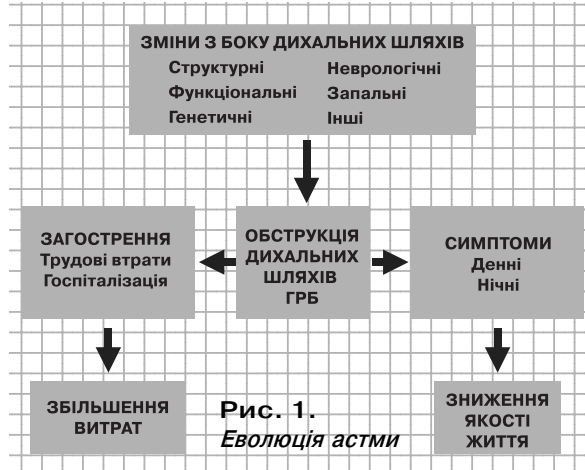 ЗМІНИ З БОКУ ДИХАЛЬНИХ ШЛЯХІВ
Структурні Неврологічні
Функціональні Запальні
Генетичні Інші
ЗАГОСТРЕННЯ
Трудові втрати
Госпіталізація
ОБСТРУКЦІЯ
ДИХАЛЬНИХ
ШЛЯХІВ
ГРБ
СИМПТОМИ
Денні
Нічні
ЗБІЛЬШЕННЯ
ВИТРАТ
Рис. 1.
Еволюція астми
ЗНИЖЕННЯ
ЯКОСТІ
ЖИТТЯ